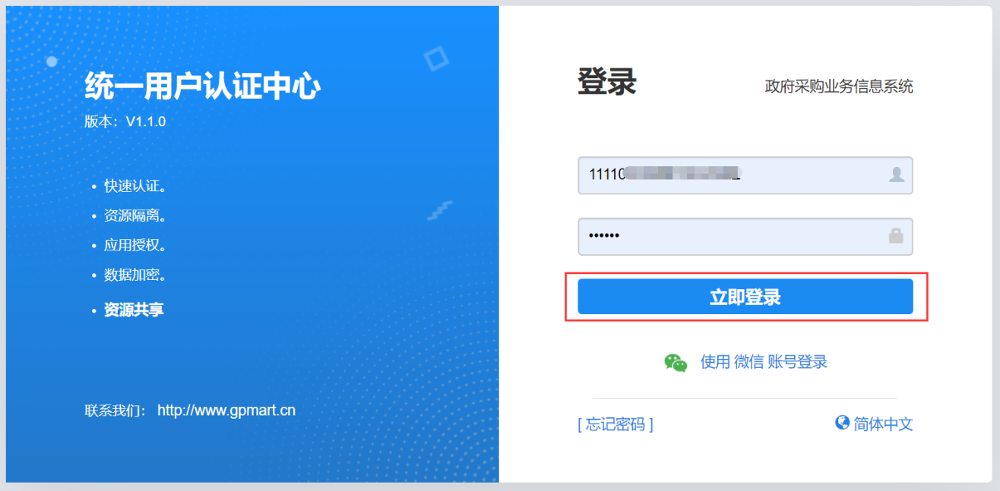 统一用户认证中心
版本：V1.1.0
• 快速认证。
• 资源隔离。
• 应用授权。
• 数据加密。
• 资源共享
联系我们： http://www.gpmart.cn
登录
政府采购业务信息系统
11110
••••••
立即登录
使用 微信 账号登录
[ 忘记密码 ]
简体中文